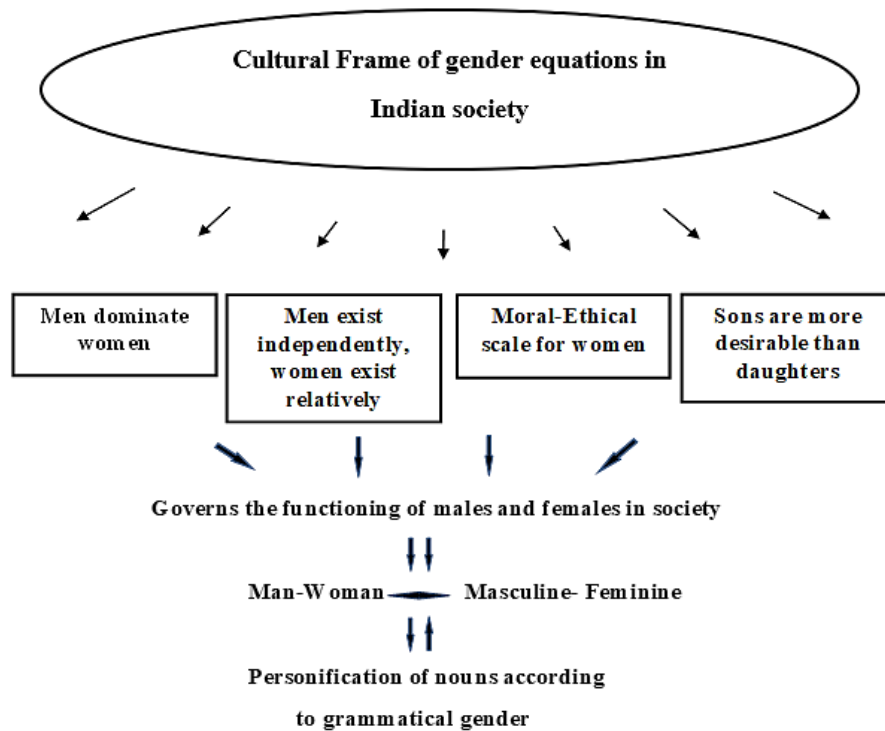 Cultural Frame of gender equations in
Indian society
Men dominate
women
Men exist
independently,
women exist
relatively
Moral-Ethical
scale for women
Sons are more
desirable than
daughters
Governs the functioning of males and females in society
Man-Woman
Masculine- Feminine
Personification of nouns according
to grammatical gender